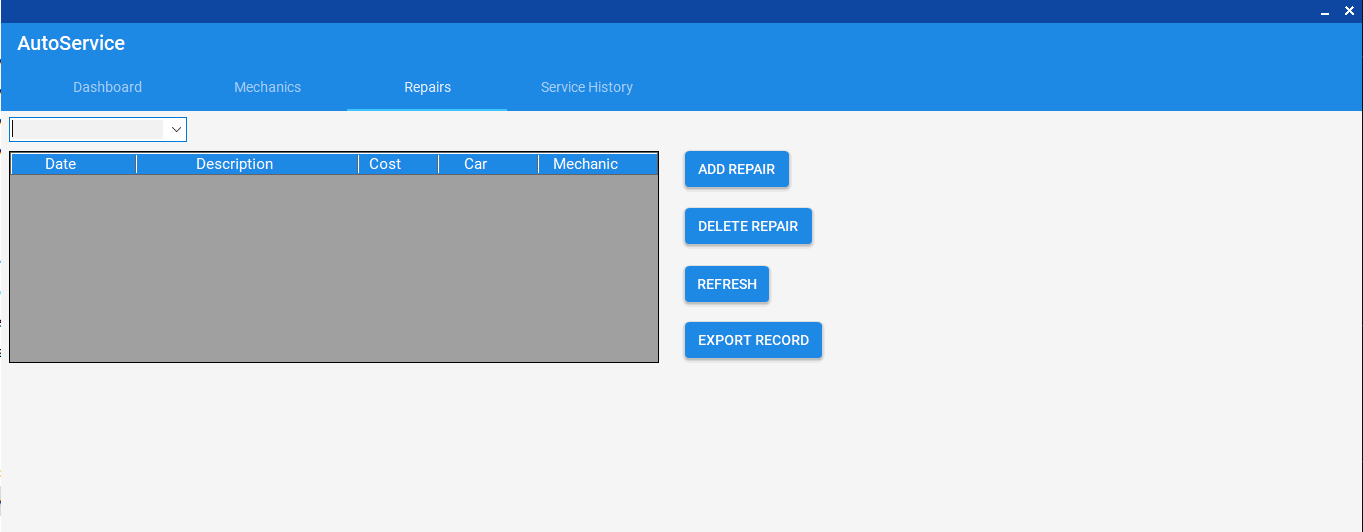 AutoService
Dashboard Mechanics Repairs Service History
Date Description Cost Car Mechanic
ADD REPAIR
DELETE REPAIR
REFRESH
EXPORT RECORD